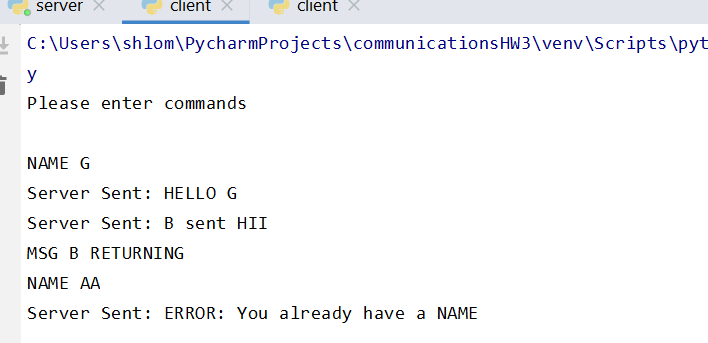 server client client
C:\Users\shlom\PycharmProjects\communicationsHW3\venv\Scripts\pyt
y
Please enter commands
NAME G
Server Sent: HELLO G
Server Sent: B sent HII
MSG B RETURNING
NAME AA
Server Sent: ERROR: You already have a NAME